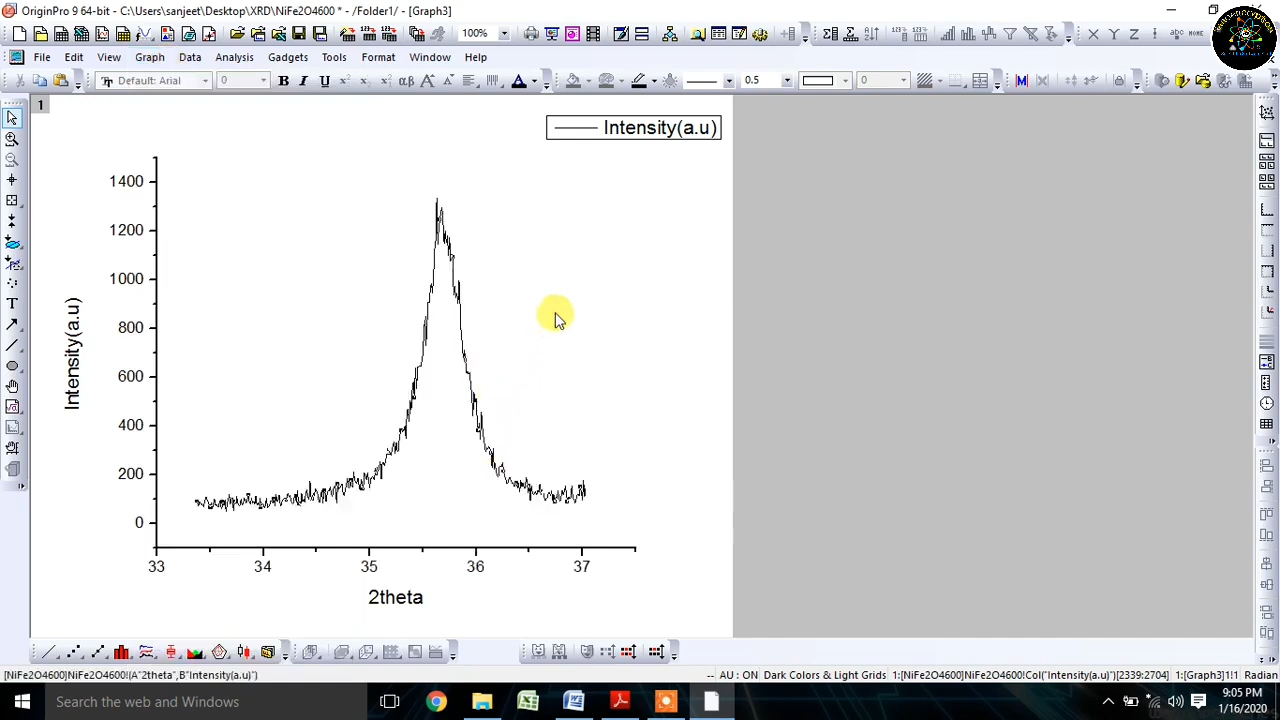 OriginPro 9 64-bit - C:\Users\sanjeet\Desktop\XRD\NiFe2O4600 * - /Folder1/ - [Graph3]
100%
X Y Z
File Edit View Graph Data Analysis Gadgets Tools Format Window Help
Default: Arial 0 B I U αβ A A A 0.5 0
1
Intensity(a.u)
1400
1200
1000
800
600
400
200
0
Intensity(a.u)
33 34 35 36 37
2theta
[NiFe2O4600]NiFe2O4600!(A"2theta",B"Intensity(a.u)") -- AU : ON Dark Colors & Light Grids 1:[NiFe2O4600]NiFe2O4600!Col("Intensity(a.u)")[2339:2704] 1:[Graph3]1!1 Radian
Search the web and Windows
9:05 PM
1/16/2020